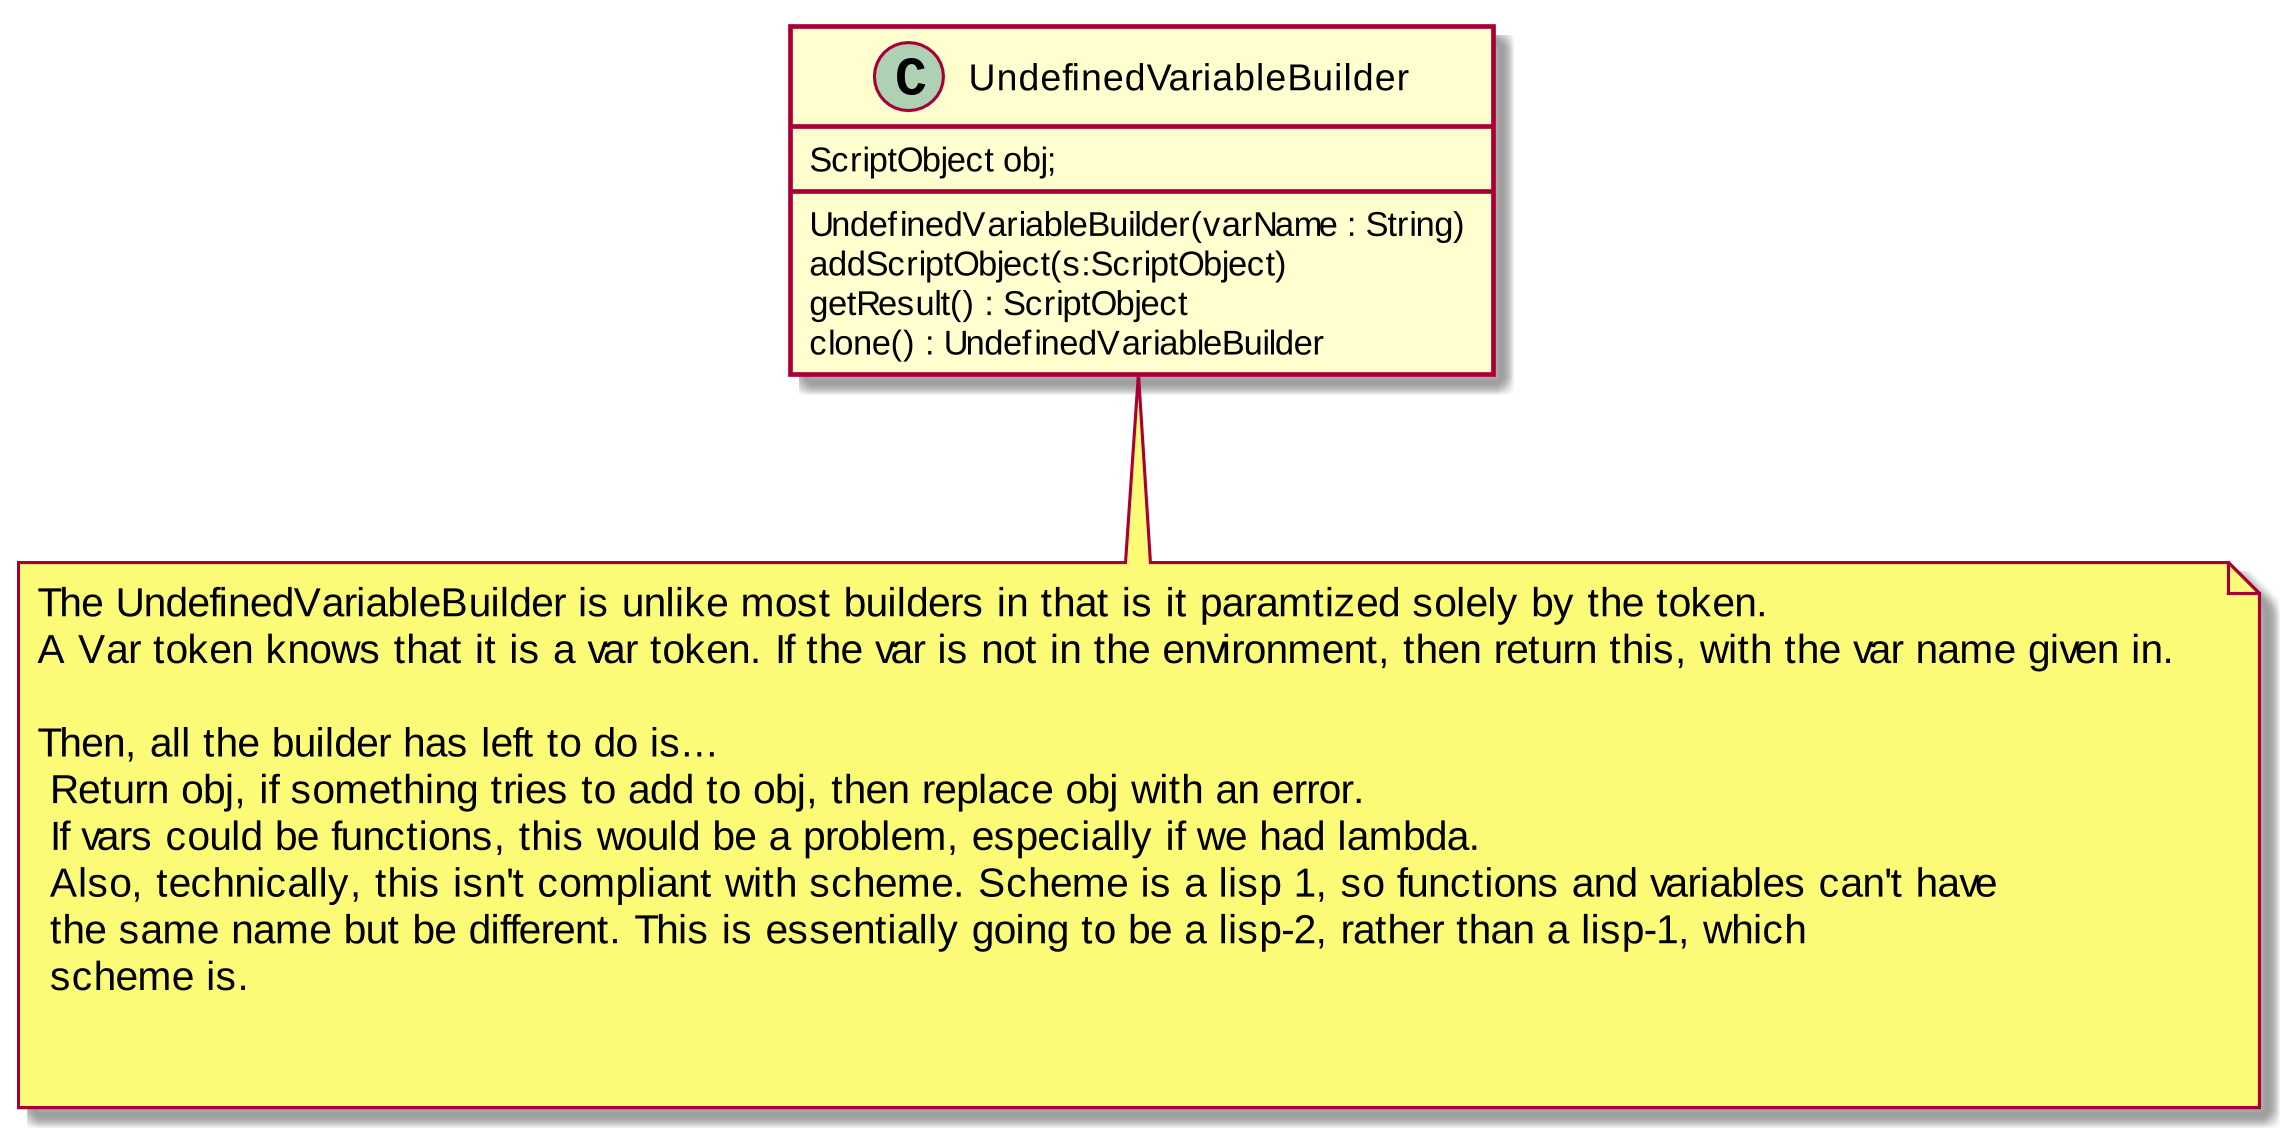 C UndefinedVariableBuilder
ScriptObject obj;
UndefinedVariableBuilder(varName : String)
addScriptObject(s:ScriptObject)
getResult() : ScriptObject
clone() : UndefinedVariableBuilder
The UndefinedVariableBuilder is unlike most builders in that is it paramtized solely by the token.
A Var token knows that it is a var token. If the var is not in the environment, then return this, with the var name given in.
Then, all the builder has left to do is...
Return obj, if something tries to add to obj, then replace obj with an error.
If vars could be functions, this would be a problem, especially if we had lambda.
Also, technically, this isn't compliant with scheme. Scheme is a lisp 1, so functions and variables can't have
the same name but be different. This is essentially going to be a lisp-2, rather than a lisp-1, which
scheme is.